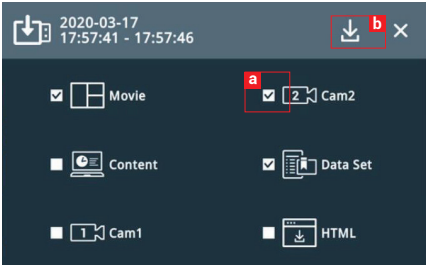 2020-03-17
17:57:41 - 17:57:46
b
a
Movie
2 Cam2
Content
Data Set
1 Cam1
HTML